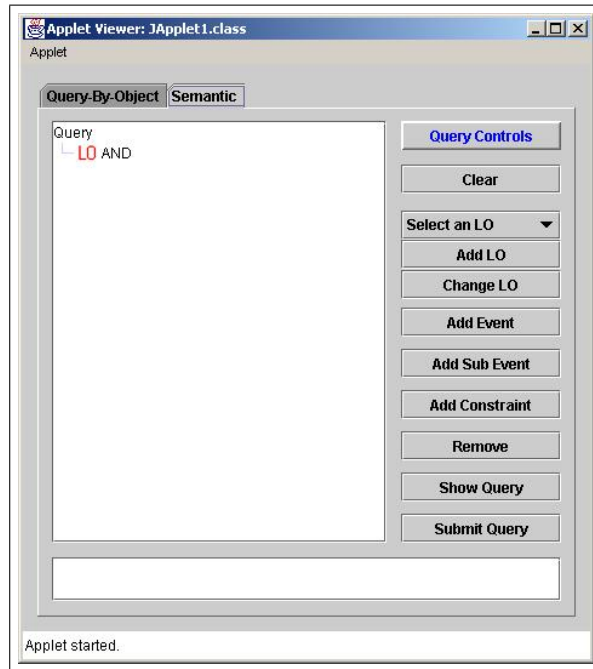 Applet Viewer: JApplet1.class
Applet
Query-By-Object Semantic
Query
LO AND
Query Controls
Clear
Select an LO
Add LO
Change LO
Add Event
Add Sub Event
Add Constraint
Remove
Show Query
Submit Query
Applet started.